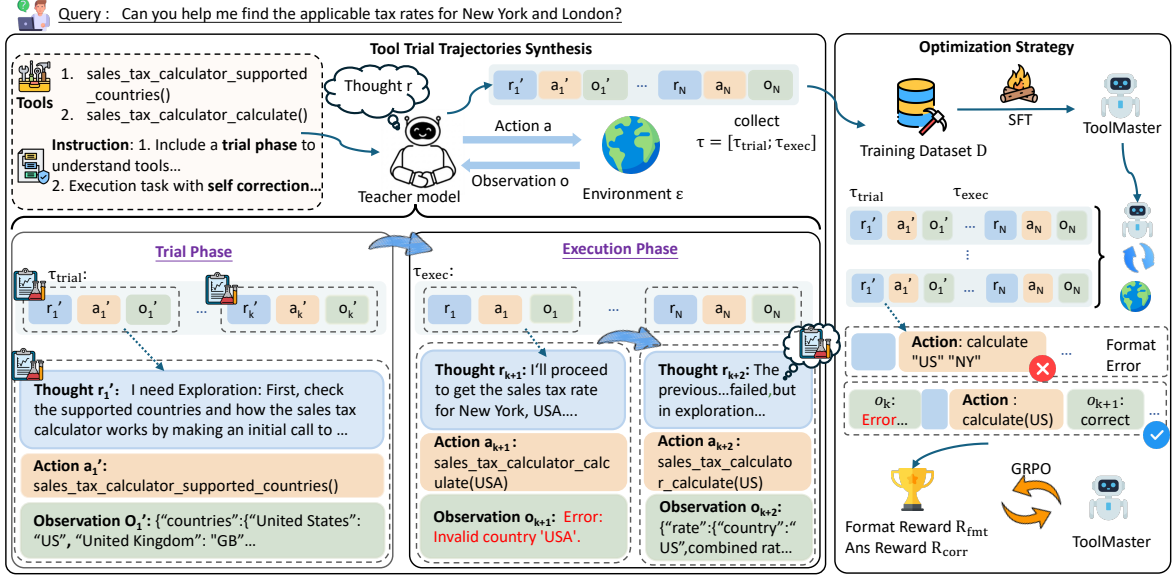 Query : Can you help me find the applicable tax rates for New York and London?
Tool Trial Trajectories Synthesis
Tools
1. sales_tax_calculator_supported
_countries()
2. sales_tax_calculator_calculate()
Instruction: 1. Include a trial phase to
understand tools…
2. Execution task with self correction…
Thought r
Teacher model
Action a
Observation o
Environment ε
r₁’ a₁’ o₁’ … rN aN oN
collect
τ = [τtrial; τexec]
Trial Phase
τtrial:
r₁’ a₁’ o₁’ … rk’ ak’ ok’
Thought r₁’: I need Exploration: First, check
the supported countries and how the sales tax
calculator works by making an initial call to …
Action a₁’:
sales_tax_calculator_supported_countries()
Observation O₁’: {“countries”:{“United States”:
“US”, “United Kingdom”: "GB”…
Execution Phase
τexec:
r₁ a₁ o₁ … rN aN oN
Thought rk+1: I’ll proceed
to get the sales tax rate
for New York, USA….
Action ak+1:
sales_tax_calculator_calc
ulate(USA)
Observation ok+1: Error:
Invalid country 'USA'.
Thought rk+2: The
previous…failed,but
in exploration…
Action ak+2:
sales_tax_calculato
r_calculate(US)
Observation ok+2:
{“rate”:{“country”:“
US”,combined rat…
Optimization Strategy
Training Dataset D
SFT
ToolMaster
τtrial τexec
r₁’ a₁’ o₁’ … rN aN oN
⋮
r₁’ a₁’ o₁’ … rN aN oN
Action: calculate
"US" "NY"
…
Format
Error
ok:
Error…
Action :
calculate(US)
ok+1:
correct
…
GRPO
Format Reward Rfmt
Ans Reward Rcorr
ToolMaster